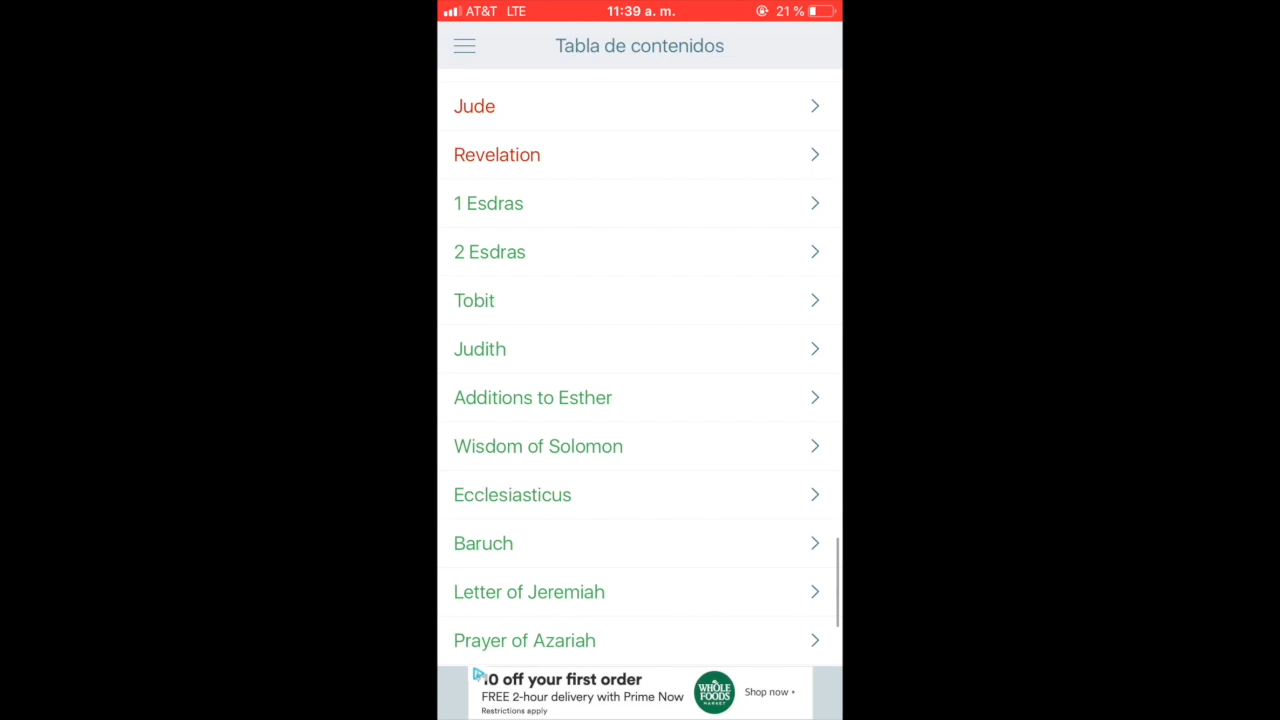 AT&T LTE 11:39 a. m. 21 %
Tabla de contenidos
Jude
Revelation
1 Esdras
2 Esdras
Tobit
Judith
Additions to Esther
Wisdom of Solomon
Ecclesiasticus
Baruch
Letter of Jeremiah
Prayer of Azariah
10 off your first order
FREE 2-hour delivery with Prime Now
Restrictions apply
WHOLE
FOODS
MARKET
Shop now